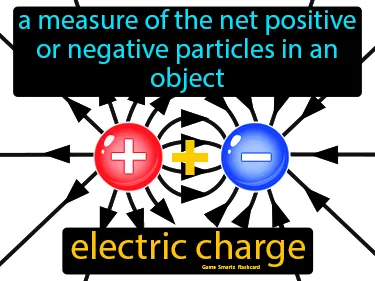 a measure of the net positive
or negative particles in an
object
+
+
−
electric charge
Game Smartz flashcard